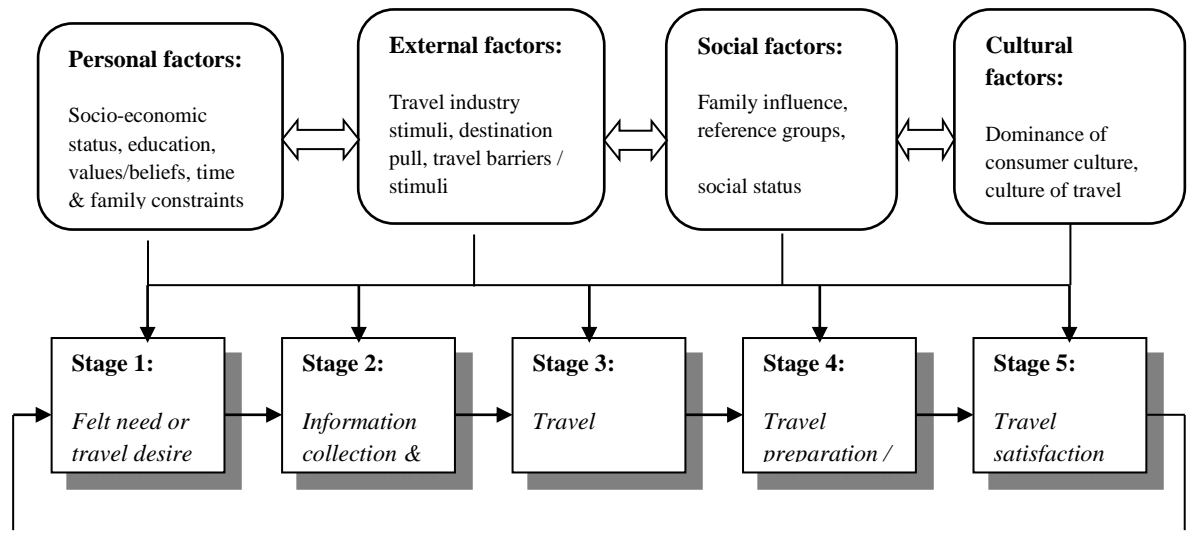 Personal factors:
Socio-economic
status, education,
values/beliefs, time
& family constraints
External factors:
Travel industry
stimuli, destination
pull, travel barriers /
stimuli
Social factors:
Family influence,
reference groups,
social status
Cultural
factors:
Dominance of
consumer culture,
culture of travel
Stage 1:
Felt need or
travel desire
Stage 2:
Information
collection &
Stage 3:
Travel
Stage 4:
Travel
preparation /
Stage 5:
Travel
satisfaction